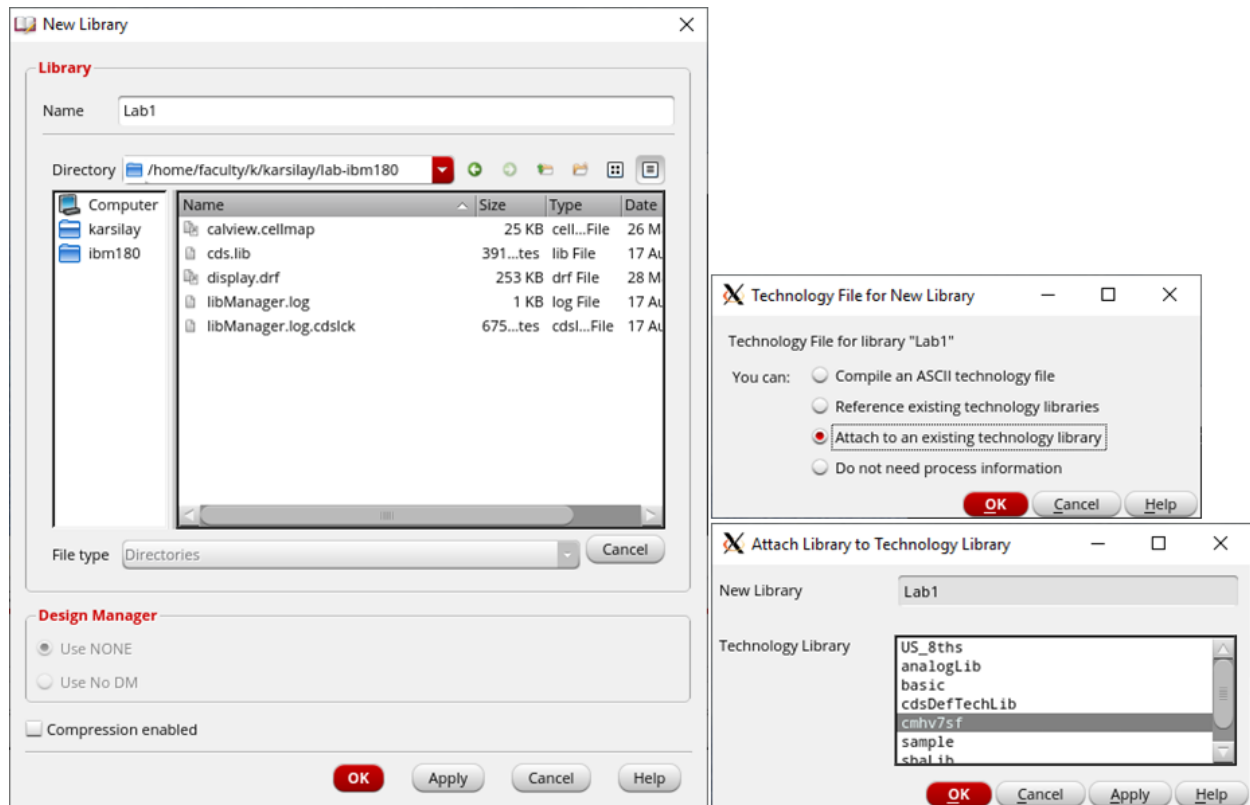 New Library
Library
Name Lab1
Directory /home/faculty/k/karsilay/lab-ibm180
Computer
karsilay
ibm180
Name Size Type Date
calview.cellmap 25 KB cell...File 26 M
cds.lib 391...tes lib File 17 Au
display.drf 253 KB drf File 28 M
libManager.log 1 KB log File 17 Au
libManager.log.cdslck 675...tes cdsl...File 17 Au
File type Directories Cancel
Design Manager
Use NONE
Use No DM
Compression enabled
OK Apply Cancel Help
Technology File for New Library
Technology File for library "Lab1"
You can: Compile an ASCII technology file
Reference existing technology libraries
Attach to an existing technology library
Do not need process information
OK Cancel Help
Attach Library to Technology Library
New Library Lab1
Technology Library US_8ths
analogLib
basic
cdsDefTechLib
cmhv7sf
sample
sbaLib
OK Cancel Apply Help